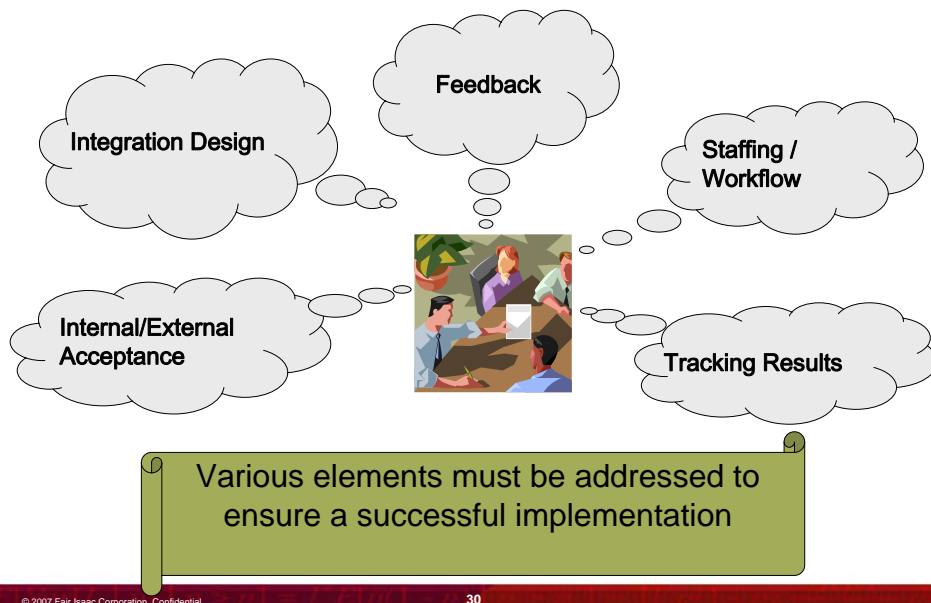 Feedback
Integration Design
Staffing /
Workflow
Internal/External
Acceptance
Tracking Results
Various elements must be addressed to
ensure a successful implementation
© 2007 Fair Isaac Corporation. Confidential.
30